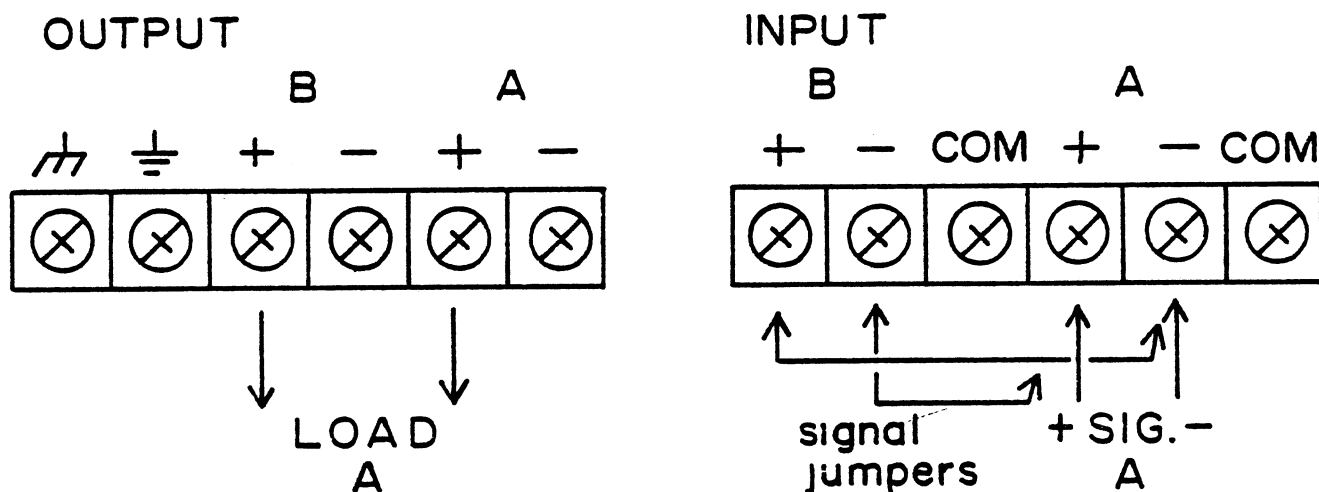 OUTPUT
B A
+ − + −
LOAD
A
INPUT
B A
+ − COM + − COM
signal
jumpers
+ SIG. −
A